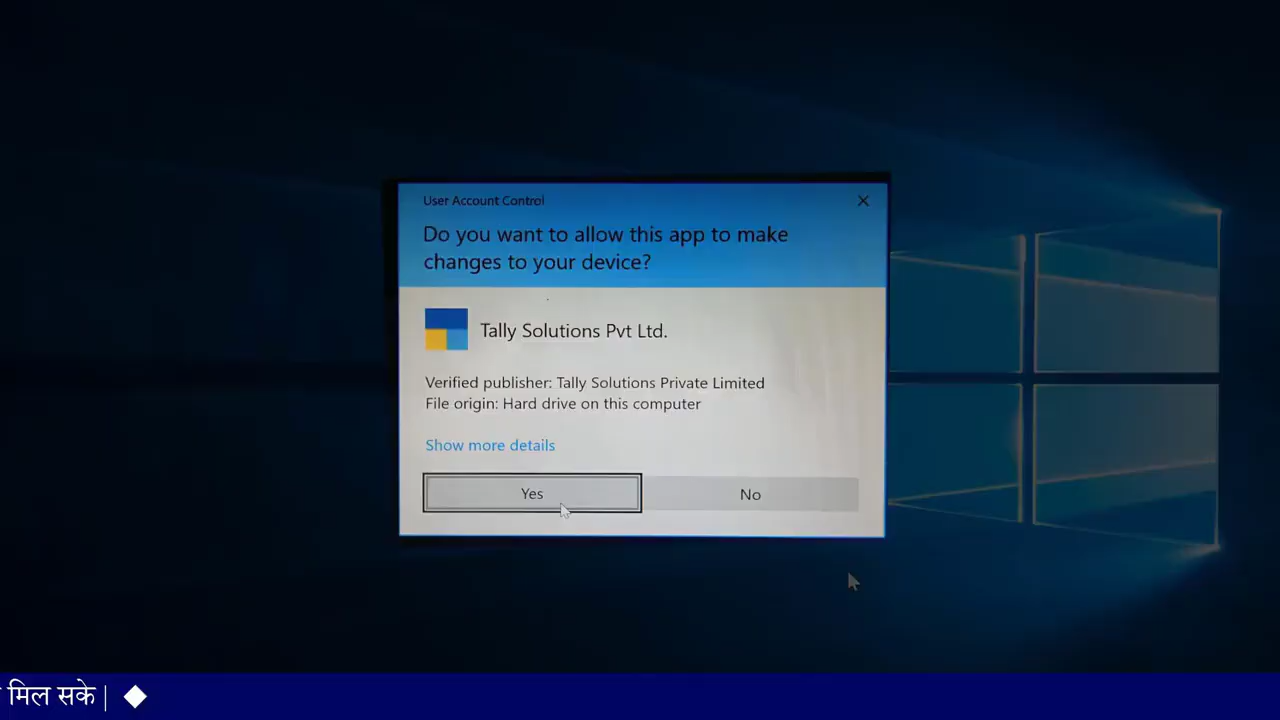 User Account Control
Do you want to allow this app to make
changes to your device?
Tally Solutions Pvt Ltd.
Verified publisher: Tally Solutions Private Limited
File origin: Hard drive on this computer
Show more details
Yes
No
मिल सके |